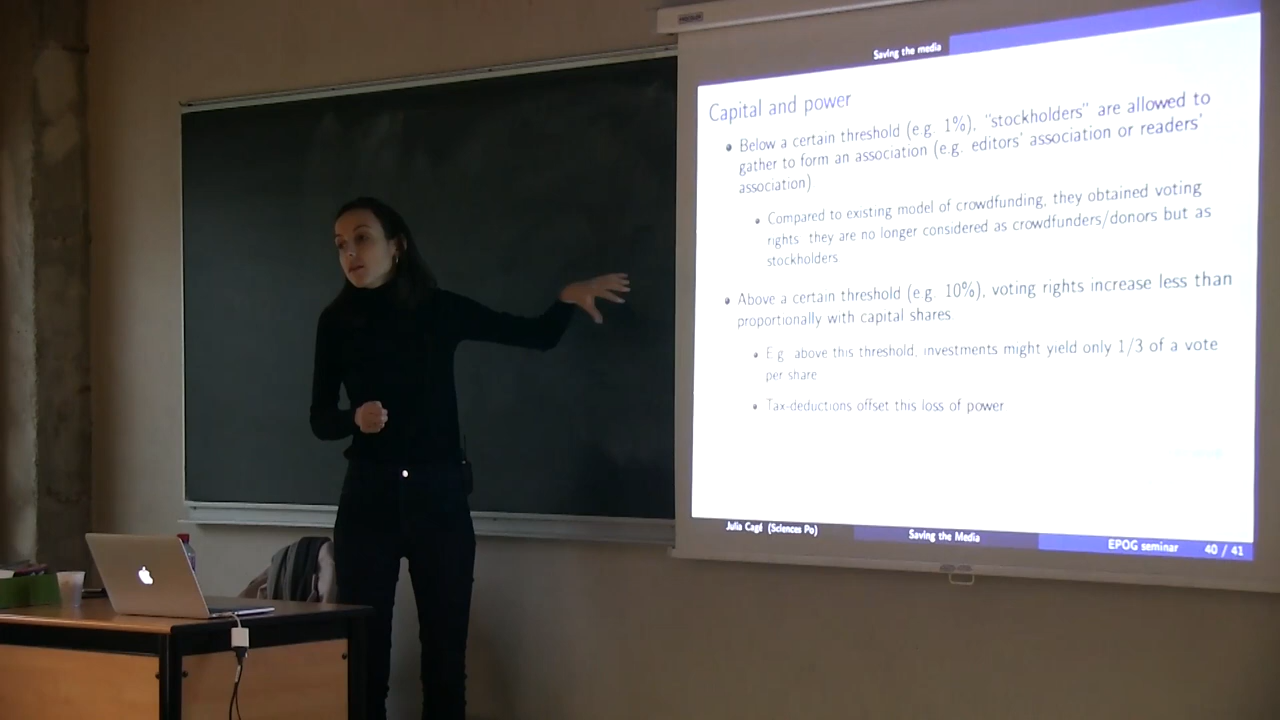 Saving the media
Capital and power
Below a certain threshold (e.g. 1%), "stockholders" are allowed to
gather to form an association (e.g. editors' association or readers'
association)
Compared to existing model of crowdfunding, they obtained voting
rights they are no longer considered as crowdfunders/donors but as
stockholders
Above a certain threshold (e.g. 10%), voting rights increase less than
proportionally with capital shares
E.g. above this threshold, investments might yield only 1/3 of a vote
per share
Tax-deductions offset this loss of power
Julia Cagé (Sciences Po)
Saving the Media
EPOG seminar
40 / 41